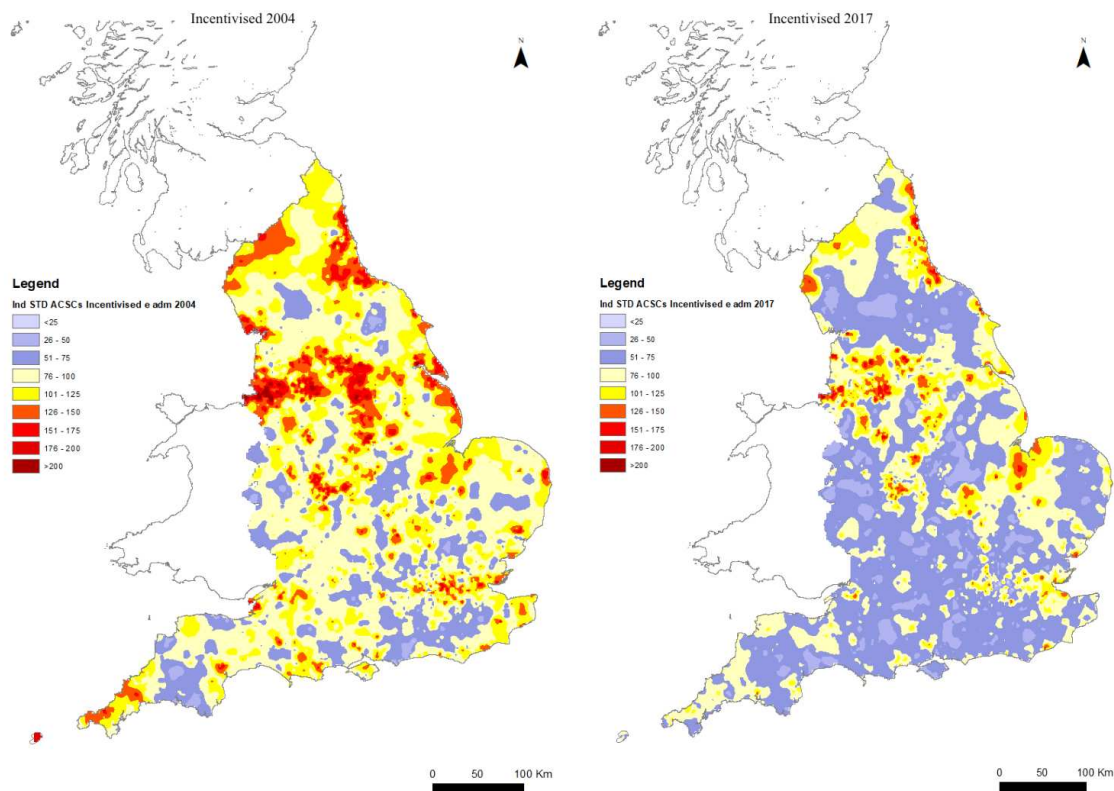 Incentivised 2004
N
Legend
Ind STD ACSCs Incentivised e adm 2004
<25
26 - 50
51 - 75
76 - 100
101 - 125
126 - 150
151 - 175
176 - 200
>200
0 50 100 Km
Incentivised 2017
N
Legend
Ind STD ACSCs Incentivised e adm 2017
<25
26 - 50
51 - 75
76 - 100
101 - 125
126 - 150
151 - 175
176 - 200
>200
0 50 100 Km